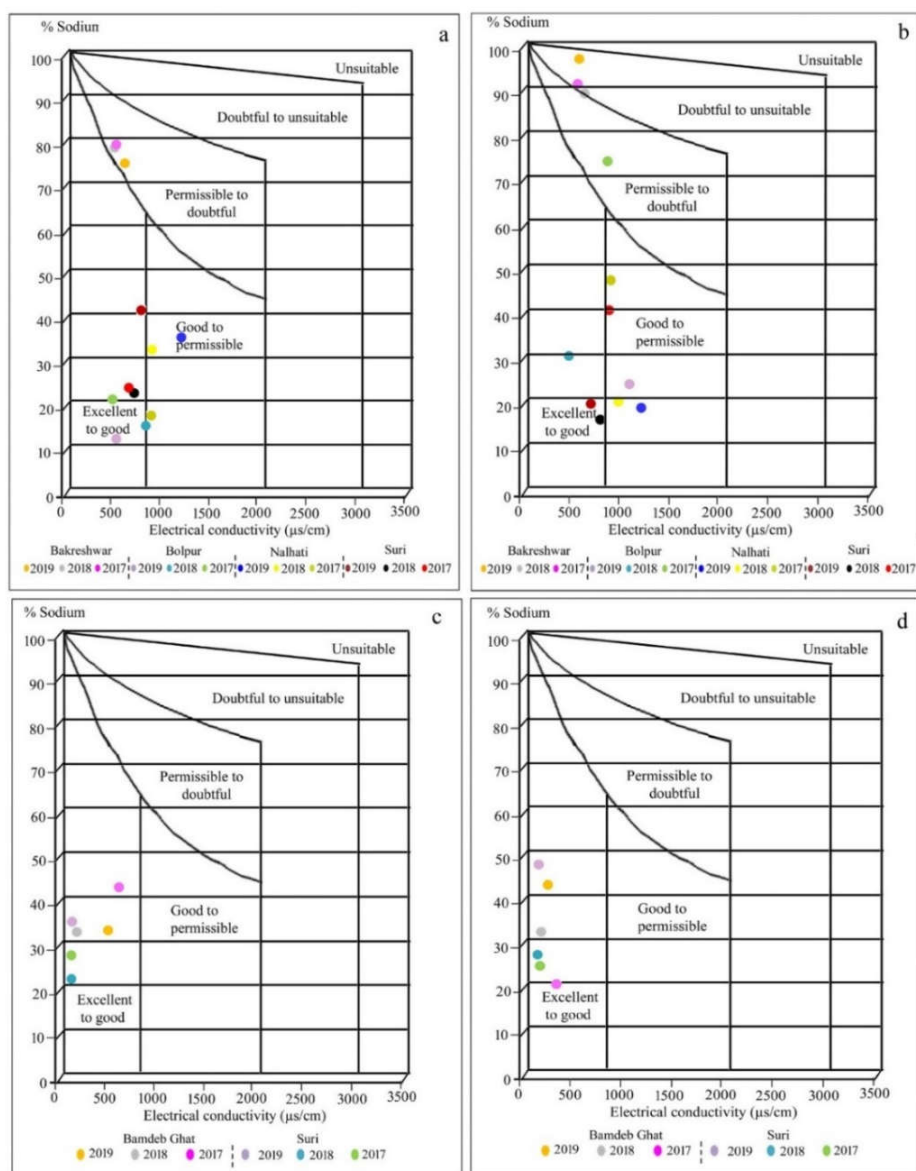 % Sodiun
a
100
90
80
70
60
50
40
30
20
10
0
Unsuitable
Doubtful to unsuitable
Permissible to
doubtful
Good to
permissible
Excellent
to good
0 500 1000 1500 2000 2500 3000 3500
Electrical conductivity (µs/cm)
Bakreshwar Bolpur Nalhati Suri
2019 2018 2017 2019 2018 2017 2019 2018 2017 2019 2018 2017
% Sodium
b
100
90
80
70
60
50
40
30
20
10
0
Unsuitable
Doubtful to unsuitable
Permissible to
doubtful
Good to
permissible
Excellent
to good
0 500 1000 1500 2000 2500 3000 3500
Electrical conductivity (µs/cm)
Bakreshwar Bolpur Nalhati Suri
2019 2018 2017 2019 2018 2017 2019 2018 2017 2019 2018 2017
% Sodium
c
100
90
80
70
60
50
40
30
20
10
0
Unsuitable
Doubtful to unsuitable
Permissible to
doubtful
Good to
permissible
Excellent
to good
0 500 1000 1500 2000 2500 3000 3500
Electrical conductivity (µs/cm)
Bamdeb Ghat Suri
2019 2018 2017 2019 2018 2017
% Sodium
d
100
90
80
70
60
50
40
30
20
10
0
Unsuitable
Doubtful to unsuitable
Permissible to
doubtful
Good to
permissible
Excellent
to good
0 500 1000 1500 2000 2500 3000 3500
Electrical conductivity (µs/cm)
Bamdeb Ghat Suri
2019 2018 2017 2019 2018 2017